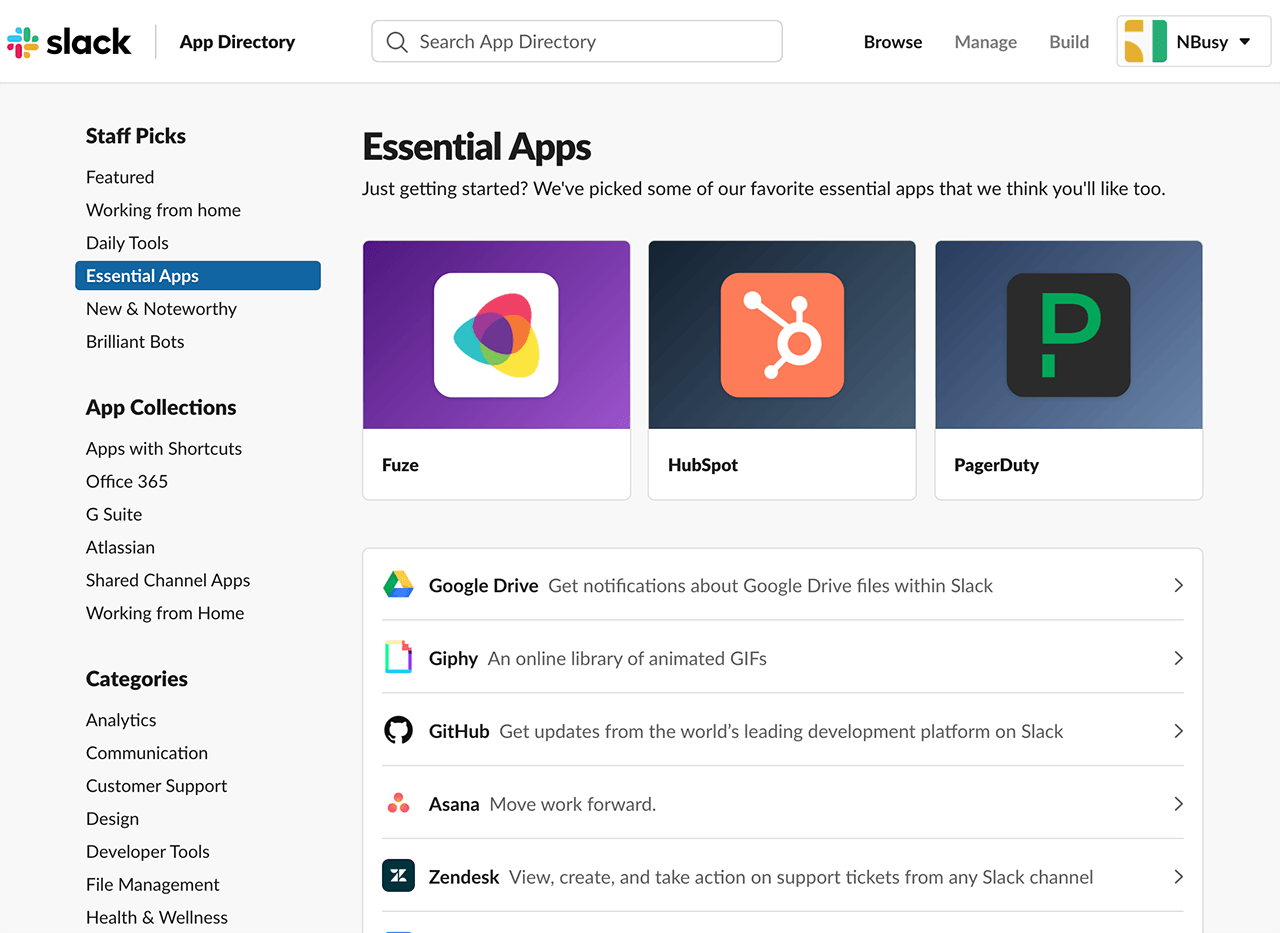 slack
App Directory
Search App Directory
Browse
Manage
Build
NBusy
Staff Picks
Featured
Working from home
Daily Tools
Essential Apps
New & Noteworthy
Brilliant Bots
App Collections
Apps with Shortcuts
Office 365
G Suite
Atlassian
Shared Channel Apps
Working from Home
Categories
Analytics
Communication
Customer Support
Design
Developer Tools
File Management
Health & Wellness
Essential Apps
Just getting started? We've picked some of our favorite essential apps that we think you'll like too.
Fuze
HubSpot
PagerDuty
Google Drive Get notifications about Google Drive files within Slack
Giphy An online library of animated GIFs
GitHub Get updates from the world’s leading development platform on Slack
Asana Move work forward.
Zendesk View, create, and take action on support tickets from any Slack channel